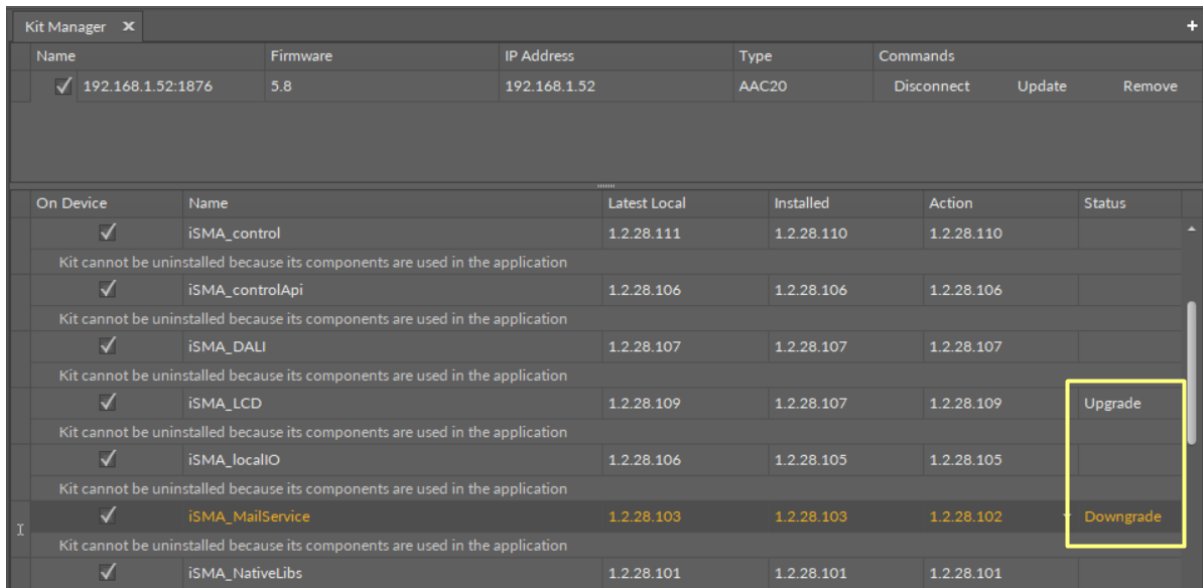 Kit Manager
Name Firmware IP Address Type Commands
192.168.1.52:1876 5.8 192.168.1.52 AAC20 Disconnect Update Remove
On Device Name Latest Local Installed Action Status
iSMA_control 1.2.28.111 1.2.28.110 1.2.28.110
Kit cannot be uninstalled because its components are used in the application
iSMA_controlApi 1.2.28.106 1.2.28.106 1.2.28.106
Kit cannot be uninstalled because its components are used in the application
iSMA_DALI 1.2.28.107 1.2.28.107 1.2.28.107
Kit cannot be uninstalled because its components are used in the application
iSMA_LCD 1.2.28.109 1.2.28.107 1.2.28.109 Upgrade
Kit cannot be uninstalled because its components are used in the application
iSMA_localIO 1.2.28.106 1.2.28.105 1.2.28.105
Kit cannot be uninstalled because its components are used in the application
iSMA_MailService 1.2.28.103 1.2.28.103 1.2.28.102 Downgrade
Kit cannot be uninstalled because its components are used in the application
iSMA_NativeLibs 1.2.28.101 1.2.28.101 1.2.28.101